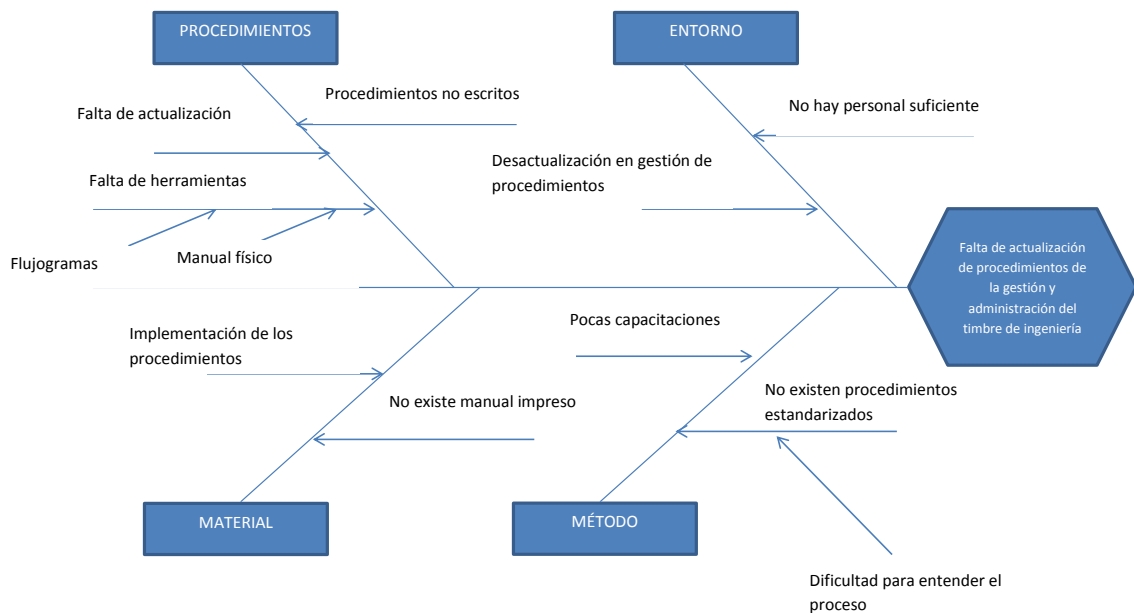 PROCEDIMIENTOS
ENTORNO
Procedimientos no escritos
Falta de actualización
No hay personal suficiente
Desactualización en gestión de
procedimientos
Falta de herramientas
Manual físico
Flujogramas
Falta de actualización
de procedimientos de
la gestión y
administración del
timbre de ingeniería
Implementación de los
procedimientos
Pocas capacitaciones
No existe manual impreso
No existen procedimientos
estandarizados
MATERIAL
MÉTODO
Dificultad para entender el
proceso